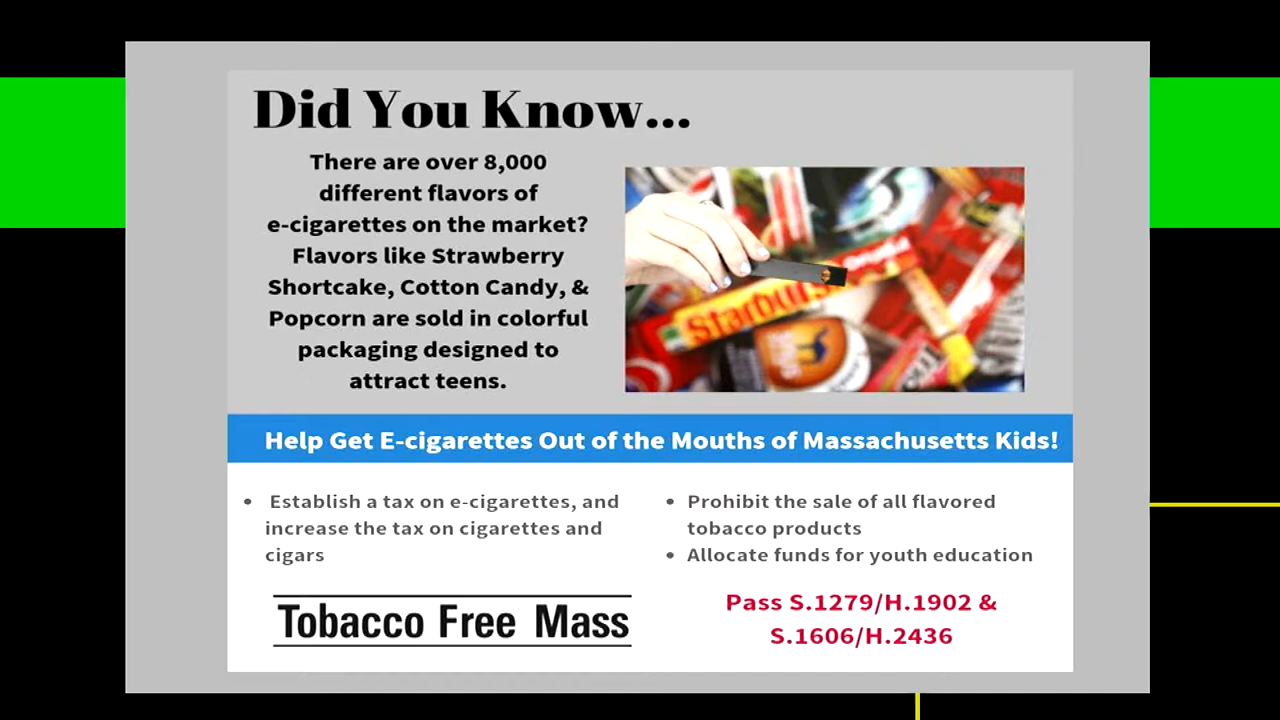 Did You Know...
There are over 8,000
different flavors of
e-cigarettes on the market?
Flavors like Strawberry
Shortcake, Cotton Candy, &
Popcorn are sold in colorful
packaging designed to
attract teens.
Starburst
Help Get E-cigarettes Out of the Mouths of Massachusetts Kids!
• Establish a tax on e-cigarettes, and
increase the tax on cigarettes and
cigars
• Prohibit the sale of all flavored
tobacco products
• Allocate funds for youth education
Tobacco Free Mass
Pass S.1279/H.1902 &
S.1606/H.2436